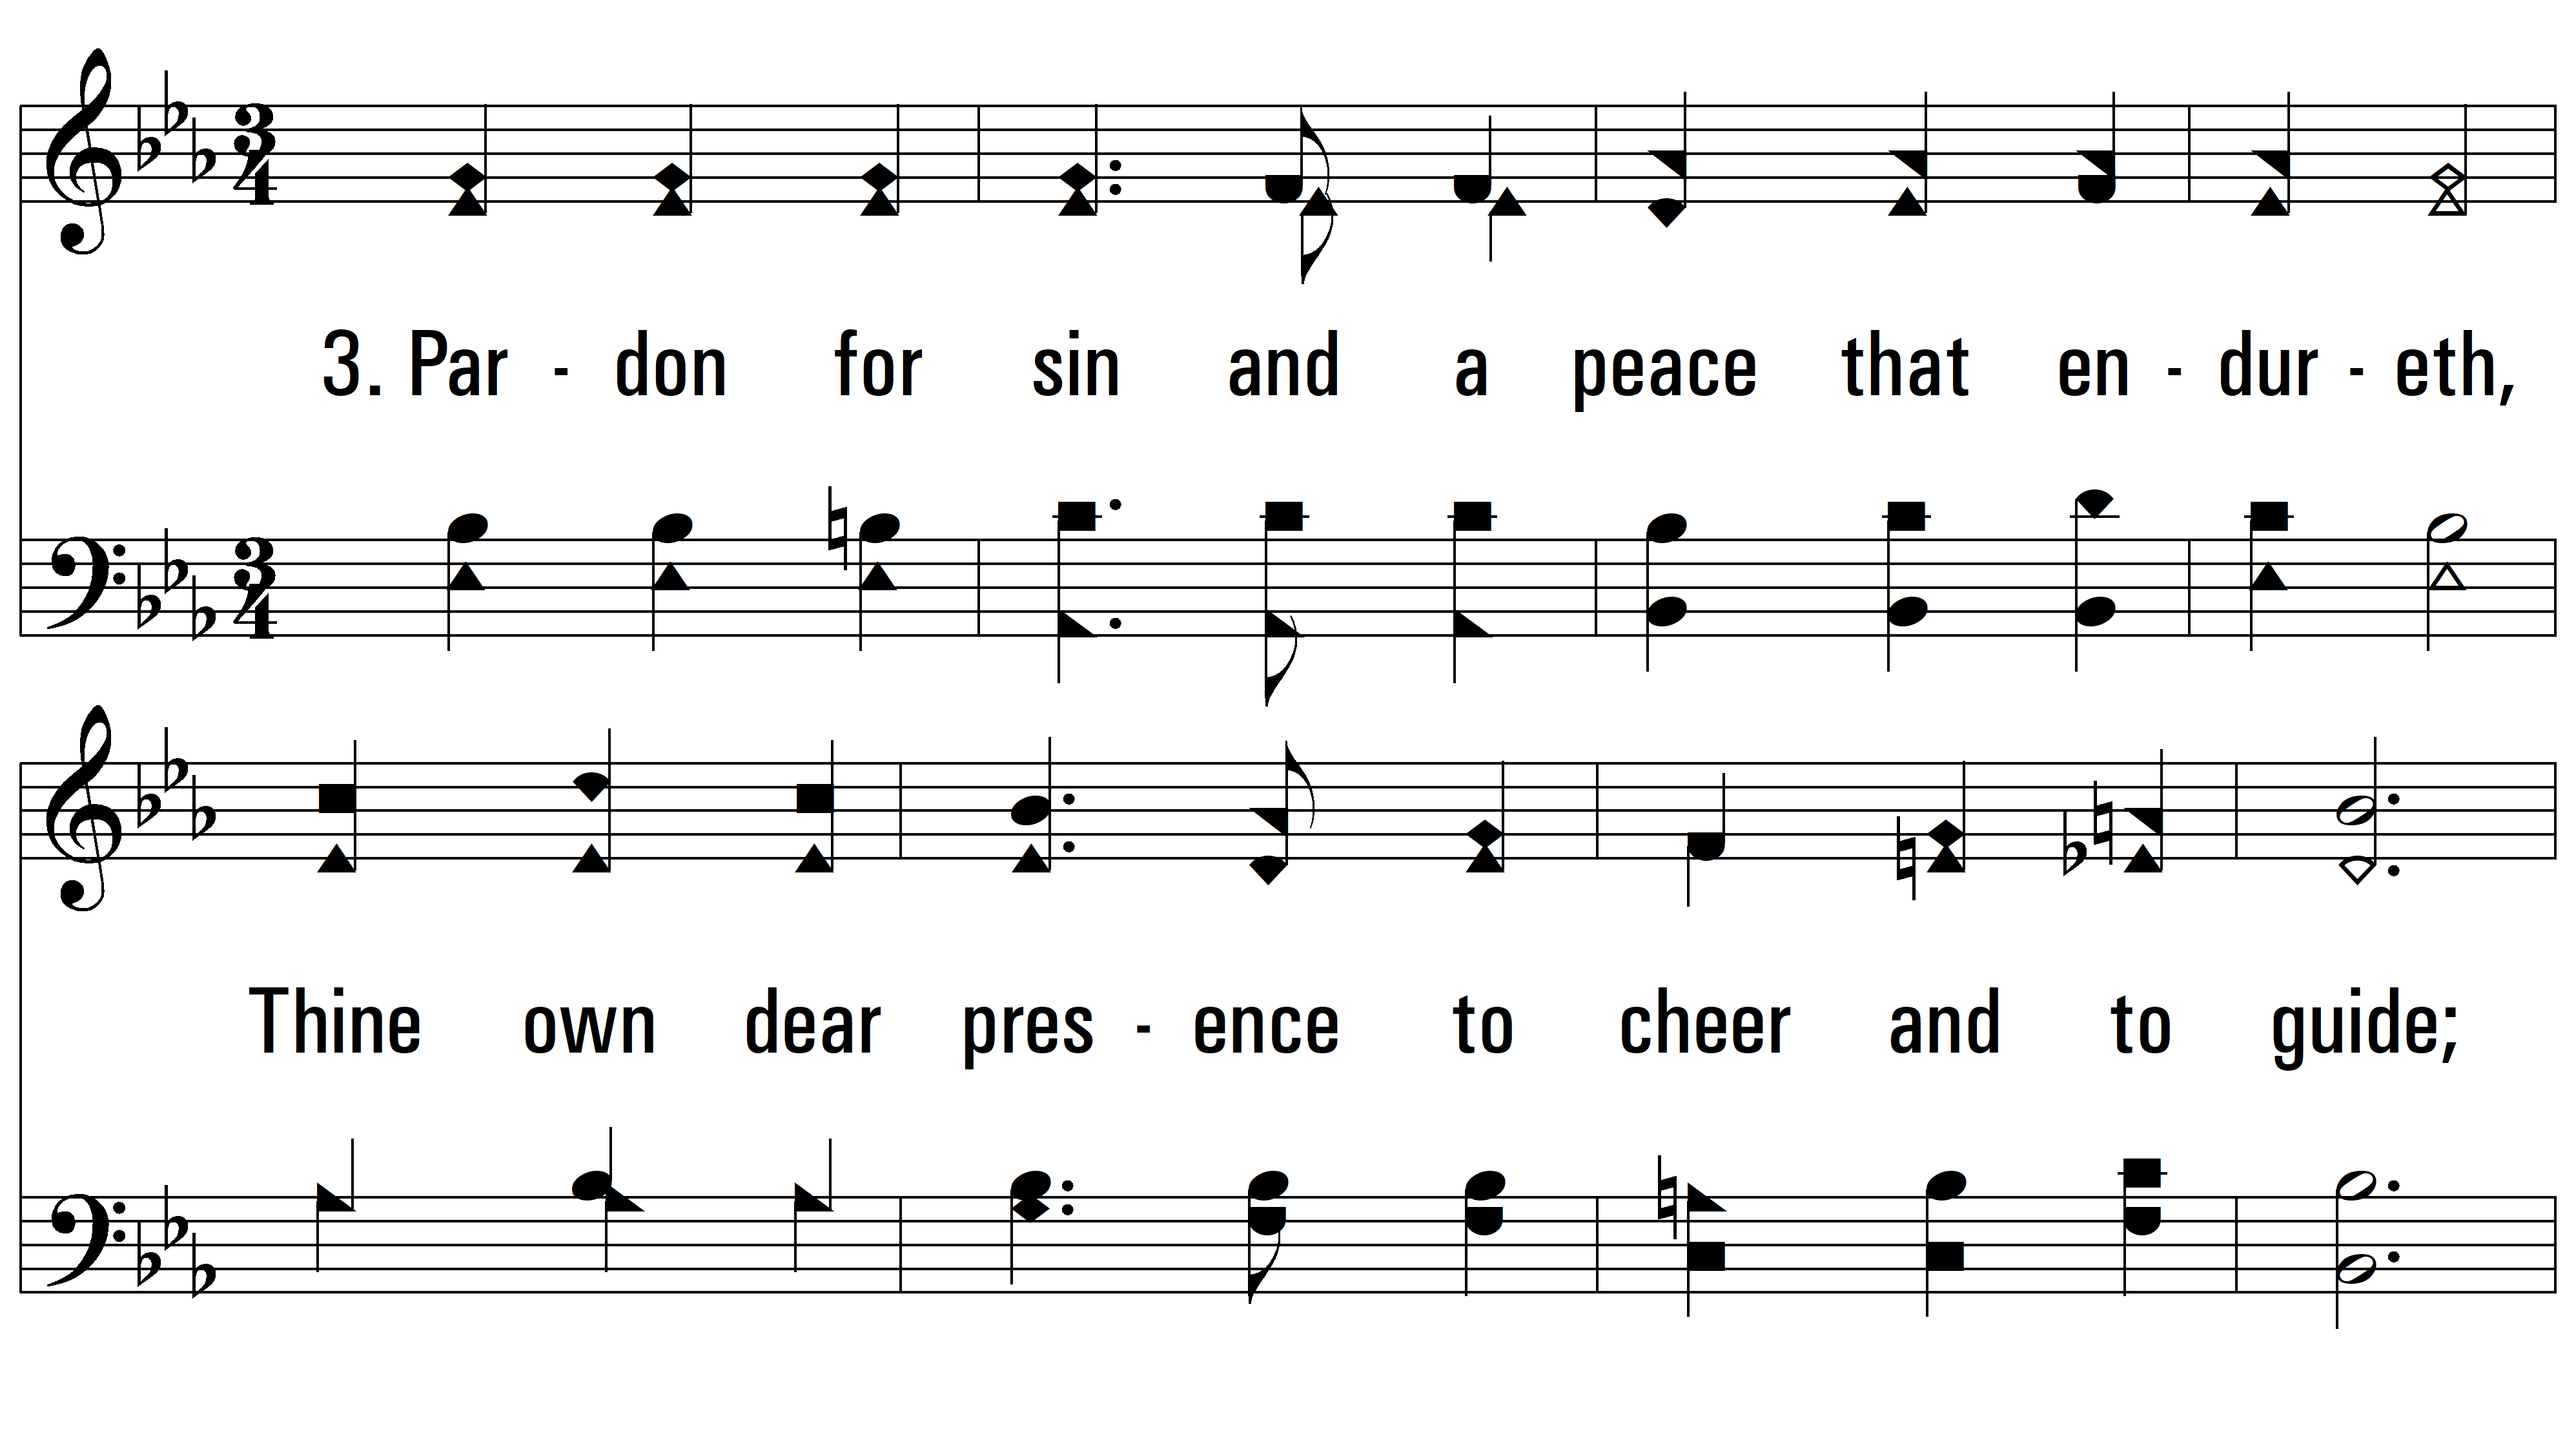 3. Par - don for sin and a peace that en - dur - eth,
Thine own dear pres - ence to cheer and to guide;